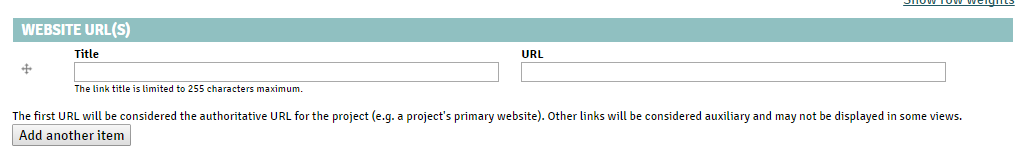 Show row weights
WEBSITE URL(S)
Title URL
The link title is limited to 255 characters maximum.
The first URL will be considered the authoritative URL for the project (e.g. a project's primary website). Other links will be considered auxiliary and may not be displayed in some views.
Add another item